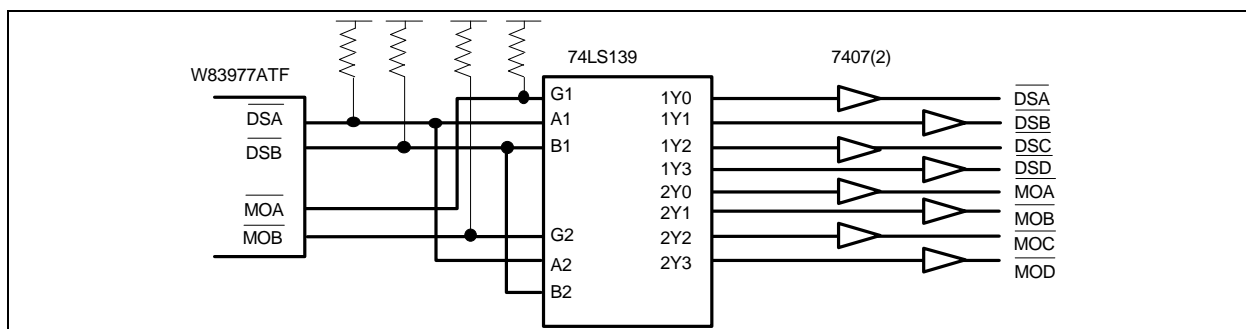 74LS139
7407(2)
W83977ATF
DSA
DSB
MOA
MOB
G1
A1
B1
G2
A2
B2
1Y0
1Y1
1Y2
1Y3
2Y0
2Y1
2Y2
2Y3
DSA
DSB
DSC
DSD
MOA
MOB
MOC
MOD